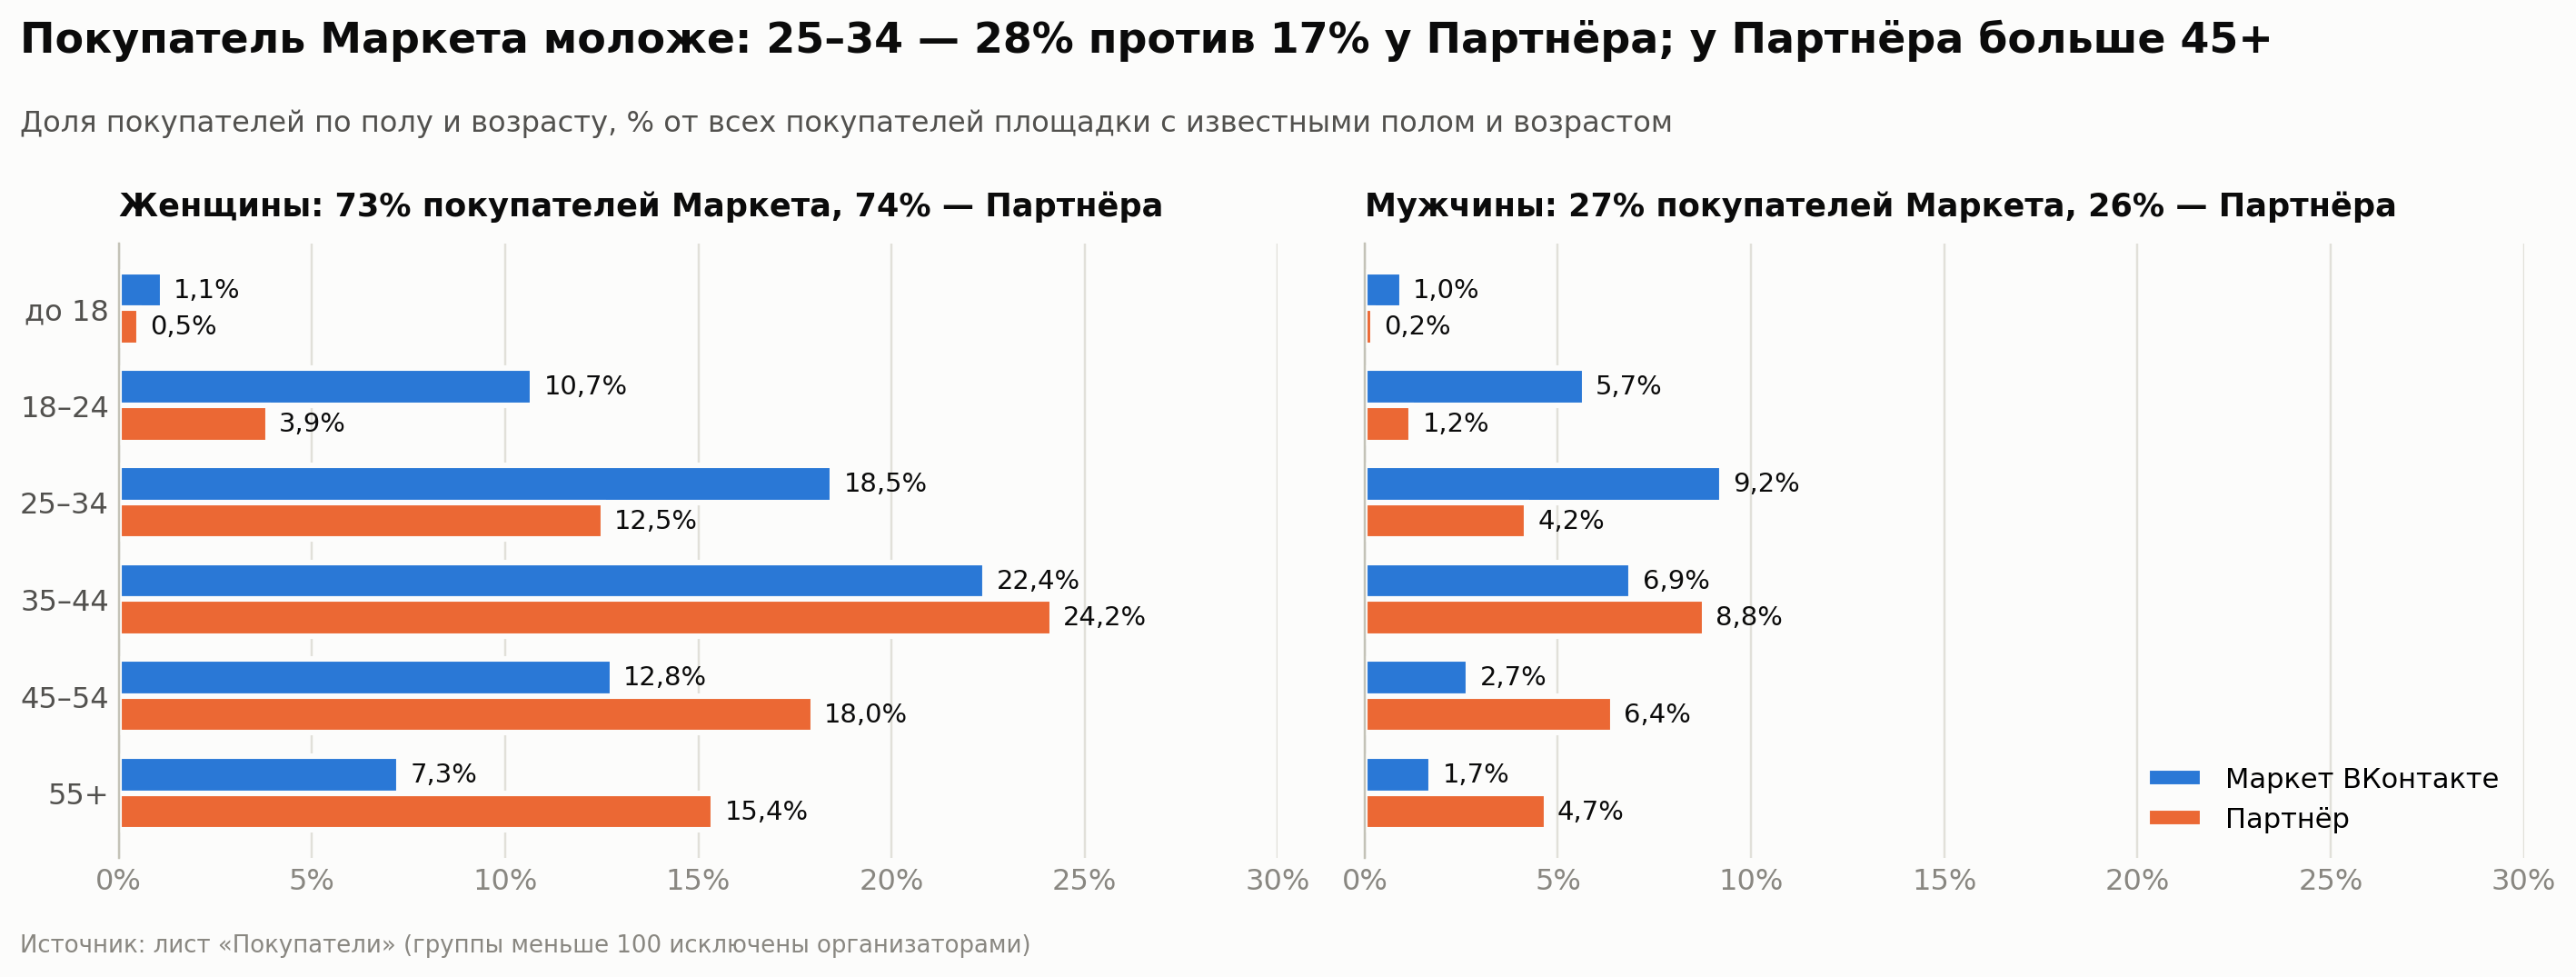 Покупатель Маркета моложе: 25–34 — 28% против 17% у Партнёра; у Партнёра больше 45+
Доля покупателей по полу и возрасту, % от всех покупателей площадки с известными полом и возрастом
Женщины: 73% покупателей Маркета, 74% — Партнёра
до 18
1,1%
0,5%
18–24
10,7%
3,9%
25–34
18,5%
12,5%
35–44
22,4%
24,2%
45–54
12,8%
18,0%
55+
7,3%
15,4%
0% 5% 10% 15% 20% 25% 30%
Мужчины: 27% покупателей Маркета, 26% — Партнёра
1,0%
0,2%
5,7%
1,2%
9,2%
4,2%
6,9%
8,8%
2,7%
6,4%
1,7%
4,7%
Маркет ВКонтакте
Партнёр
0% 5% 10% 15% 20% 25% 30%
Источник: лист «Покупатели» (группы меньше 100 исключены организаторами)